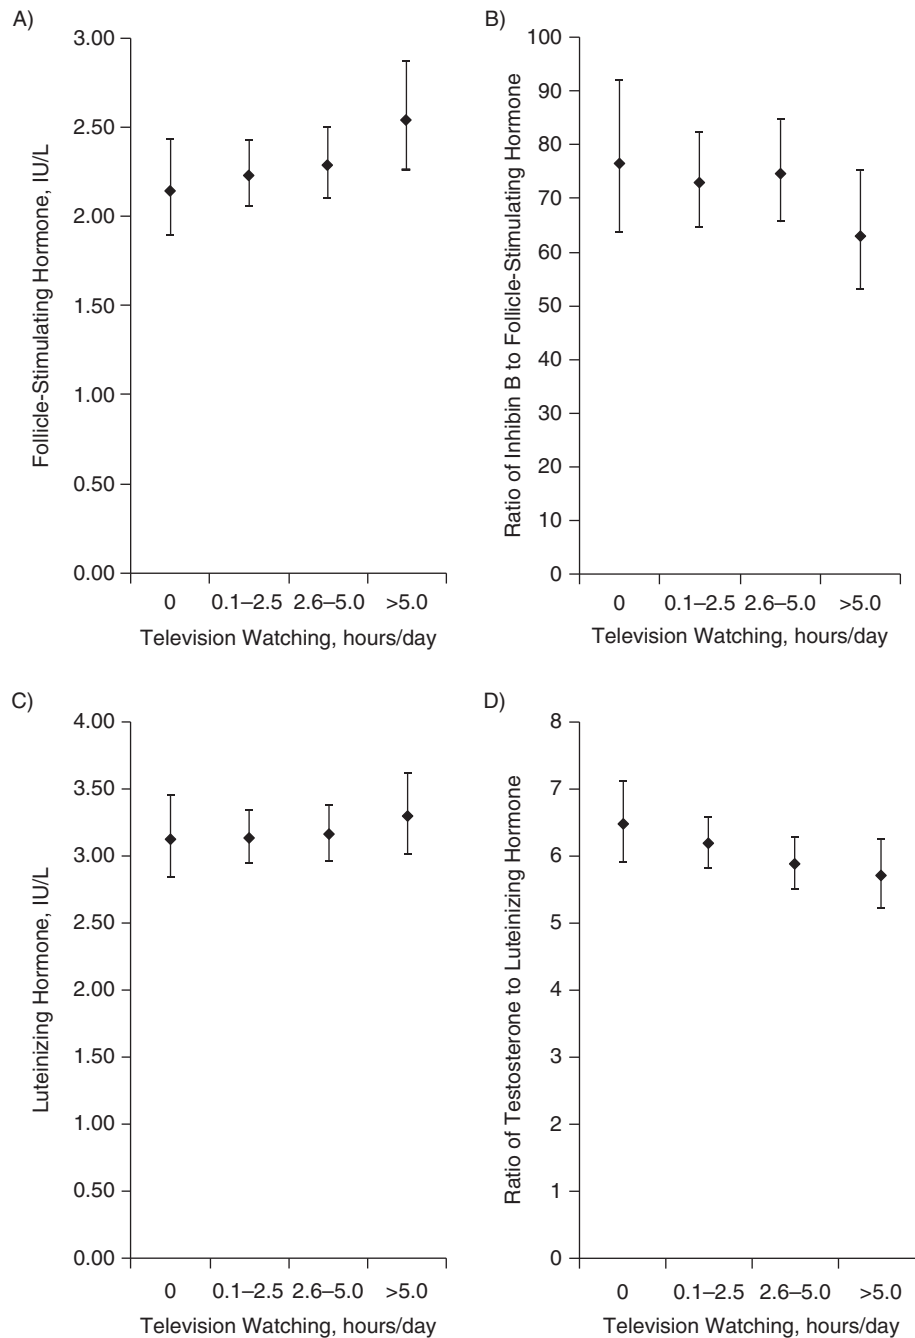 A)
Follicle-Stimulating Hormone, IU/L
3.00
2.50
2.00
1.50
1.00
0.50
0.00
0 0.1–2.5 2.6–5.0 >5.0
Television Watching, hours/day
B)
Ratio of Inhibin B to Follicle-Stimulating Hormone
100
90
80
70
60
50
40
30
20
10
0
0 0.1–2.5 2.6–5.0 >5.0
Television Watching, hours/day
C)
Luteinizing Hormone, IU/L
4.00
3.50
3.00
2.50
2.00
1.50
1.00
0.50
0.00
0 0.1–2.5 2.6–5.0 >5.0
Television Watching, hours/day
D)
Ratio of Testosterone to Luteinizing Hormone
8
7
6
5
4
3
2
1
0
0 0.1–2.5 2.6–5.0 >5.0
Television Watching, hours/day